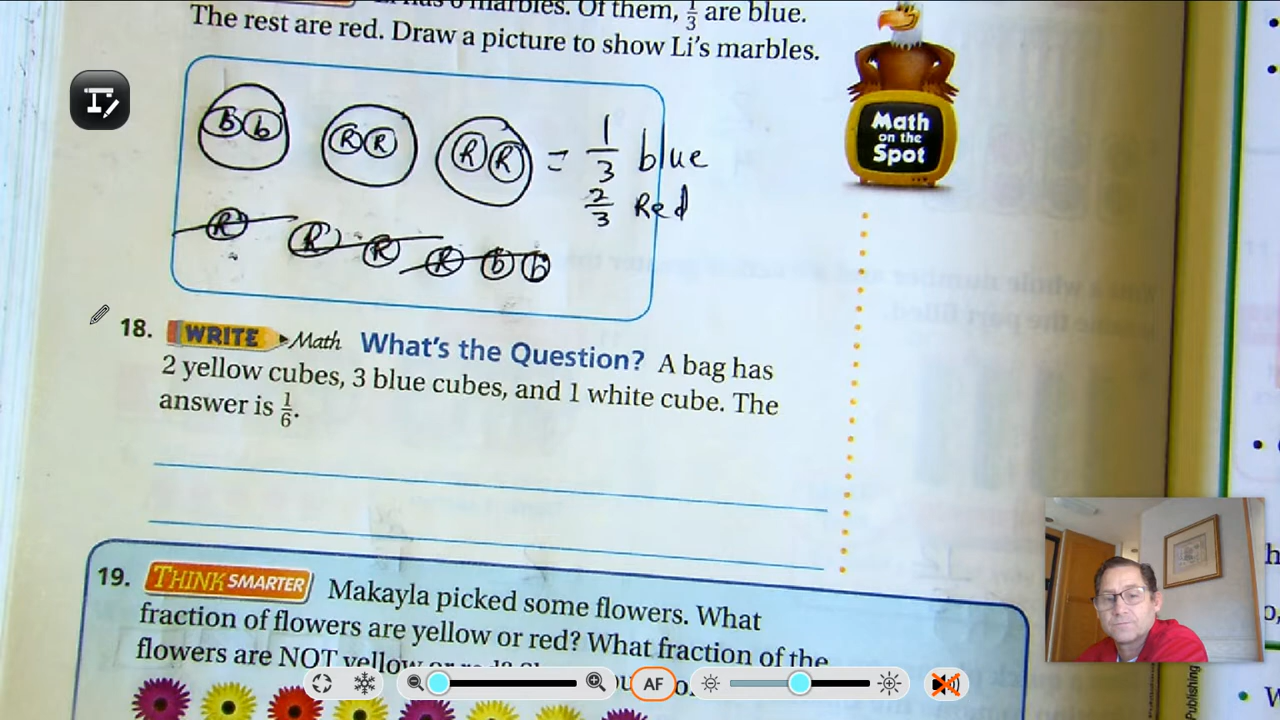 has 6 marbles. Of them, 1/3 are blue.
The rest are red. Draw a picture to show Li's marbles.
B b R R R R = 1/3 blue
2/3 Red
R R R R b b
Math
on the
Spot
18. WRITE Math What's the Question? A bag has
2 yellow cubes, 3 blue cubes, and 1 white cube. The
answer is 1/6.
19. THINK SMARTER Makayla picked some flowers. What
fraction of flowers are yellow or red? What fraction of the
flowers are NOT yellow or red?
AF
Publishing